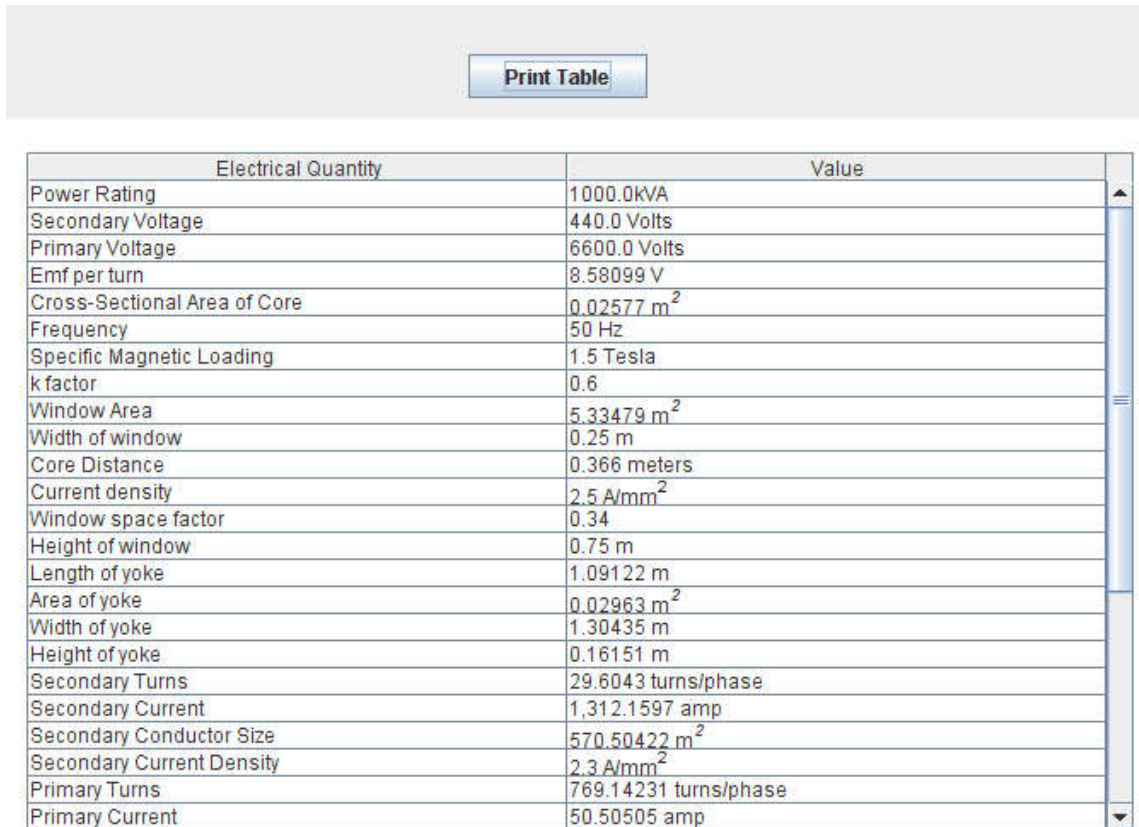 Print Table
Electrical Quantity Value
Power Rating 1000.0kVA
Secondary Voltage 440.0 Volts
Primary Voltage 6600.0 Volts
Emf per turn 8.58099 V
Cross-Sectional Area of Core 0.02577 m²
Frequency 50 Hz
Specific Magnetic Loading 1.5 Tesla
k factor 0.6
Window Area 5.33479 m²
Width of window 0.25 m
Core Distance 0.366 meters
Current density 2.5 A/mm²
Window space factor 0.34
Height of window 0.75 m
Length of yoke 1.09122 m
Area of yoke 0.02963 m²
Width of yoke 1.30435 m
Height of yoke 0.16151 m
Secondary Turns 29.6043 turns/phase
Secondary Current 1,312.1597 amp
Secondary Conductor Size 570.50422 m²
Secondary Current Density 2.3 A/mm²
Primary Turns 769.14231 turns/phase
Primary Current 50.50505 amp